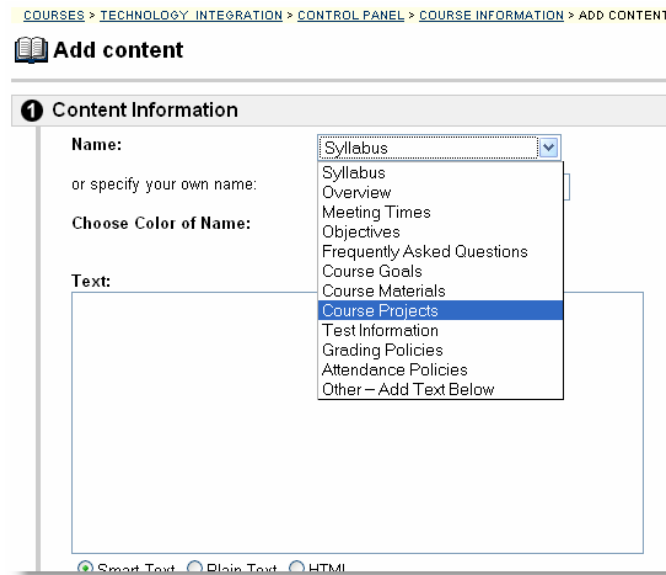 COURSES > TECHNOLOGY INTEGRATION > CONTROL PANEL > COURSE INFORMATION > ADD CONTENT
Add content
1 Content Information
Name:
Syllabus
or specify your own name:
Choose Color of Name:
Text:
Syllabus
Overview
Meeting Times
Objectives
Frequently Asked Questions
Course Goals
Course Materials
Course Projects
Test Information
Grading Policies
Attendance Policies
Other – Add Text Below
Smart Text Plain Text HTML